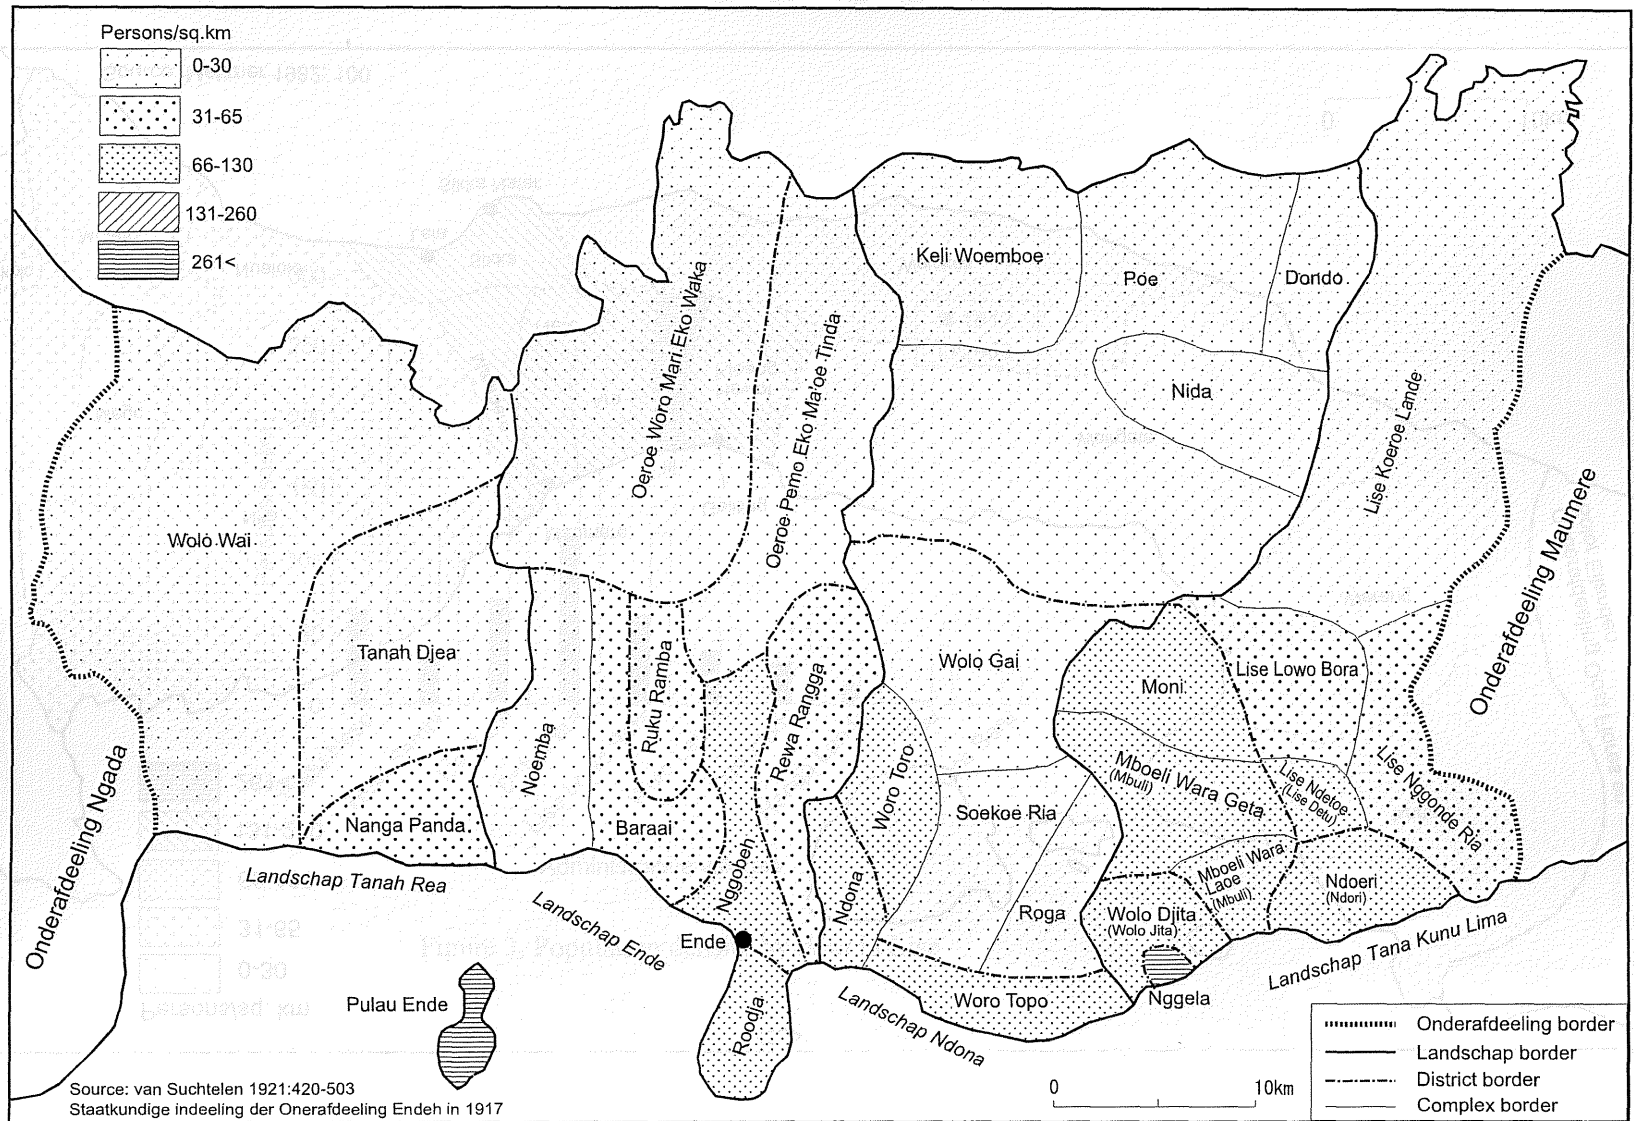 Persons/sq.km
0-30
31-65
66-130
131-260
261<
Keli Woemboe
Poe
Dondo
Nida
Oeroe Woro Mari Eko Waka
Oeroe Pemo Eko Ma'oe Tinda
Lise Koeroe Lande
Onderafdeeling Maumere
Wolo Wai
Tanah Djea
Nanga Panda
Noemba
Ruku Ramba
Baraai
Nggobeh
Rewa Rangga
Wolo Gai
Moni
Lise Lowo Bora
Woro Toro
Soekoe Ria
Mboeli Wara Geta
(Mbuli)
Lise Ndetoe
(Lise Detu)
Lise Nggonde Ria
Ndona
Roga
Mboeli Wara
Laoe
(Mbuli)
Ndoeri
(Ndori)
Wolo Djita
(Wolo Jita)
Nggela
Woro Topo
Roodja
Ende
Pulau Ende
Onderafdeeling Ngada
Landschap Tanah Rea
Landschap Ende
Landschap Ndona
Landschap Tana Kunu Lima
Source: van Suchtelen 1921:420-503
Staatkundige indeeling der Onerafdeeling Endeh in 1917
0 10km
Onderafdeeling border
Landschap border
District border
Complex border